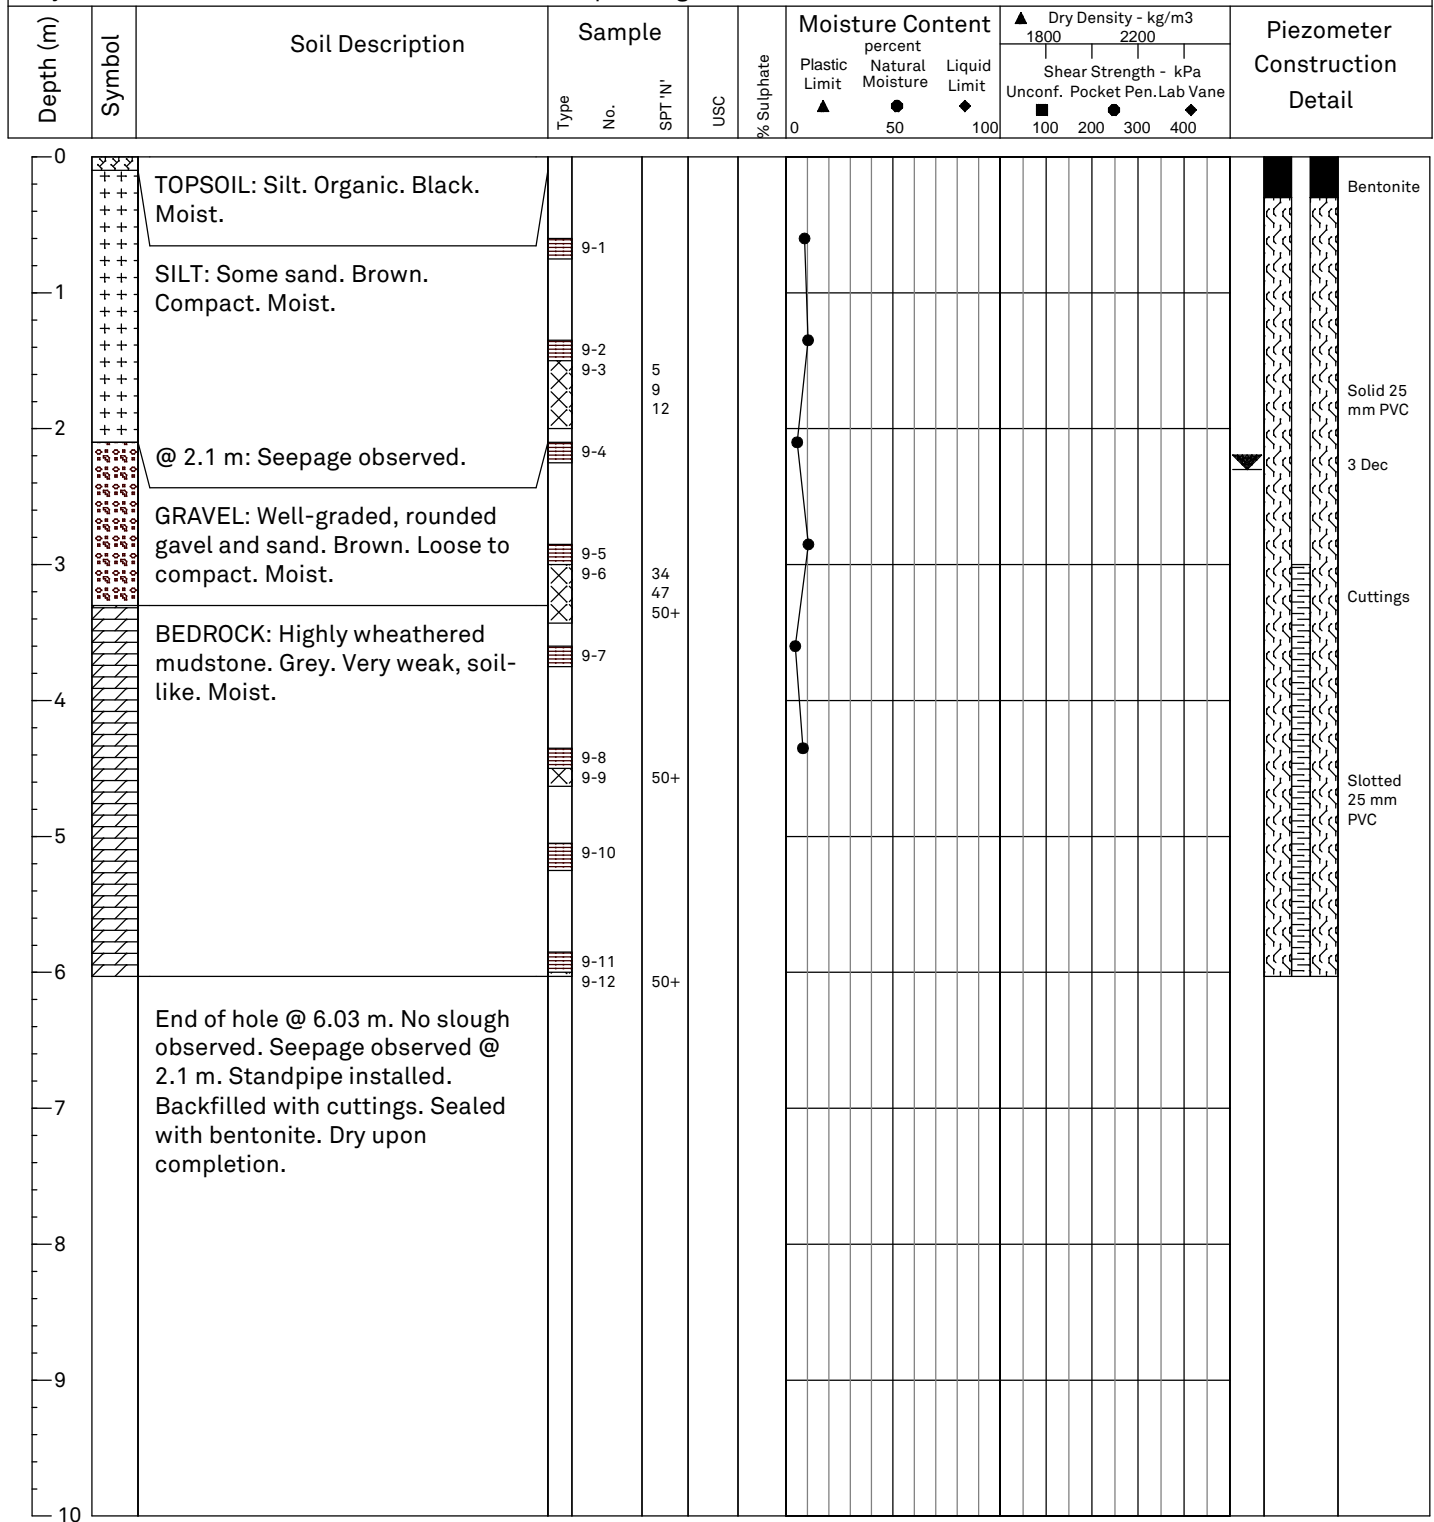 Depth (m)
Symbol
Soil Description
Sample
Type
No.
SPT 'N'
USC
% Sulphate
Moisture Content
percent
Plastic Limit
Natural Moisture
Liquid Limit
0 50 100
Dry Density - kg/m3
1800 2200
Shear Strength - kPa
Unconf. Pocket Pen. Lab Vane
100 200 300 400
Piezometer
Construction
Detail
0
TOPSOIL: Silt. Organic. Black.
Moist.
Bentonite
9-1
SILT: Some sand. Brown.
Compact. Moist.
1
9-2
9-3 5
9
12
Solid 25
mm PVC
2
@ 2.1 m: Seepage observed.
9-4
3 Dec
GRAVEL: Well-graded, rounded
gavel and sand. Brown. Loose to
compact. Moist.
9-5
3
9-6 34
47
50+
Cuttings
BEDROCK: Highly wheathered
mudstone. Grey. Very weak, soil-
like. Moist.
9-7
4
9-8
9-9 50+
Slotted
25 mm
PVC
5
9-10
9-11
6
9-12 50+
End of hole @ 6.03 m. No slough
observed. Seepage observed @
2.1 m. Standpipe installed.
Backfilled with cuttings. Sealed
with bentonite. Dry upon
completion.
7
8
9
10